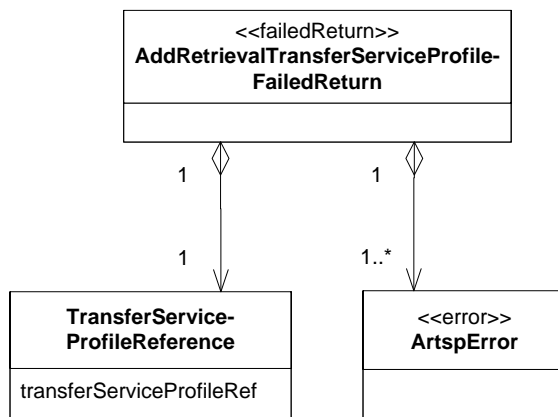 <<failedReturn>>
AddRetrievalTransferServiceProfile-
FailedReturn
1
1
1
1..*
TransferService-
ProfileReference
transferServiceProfileRef
<<error>>
ArtspError